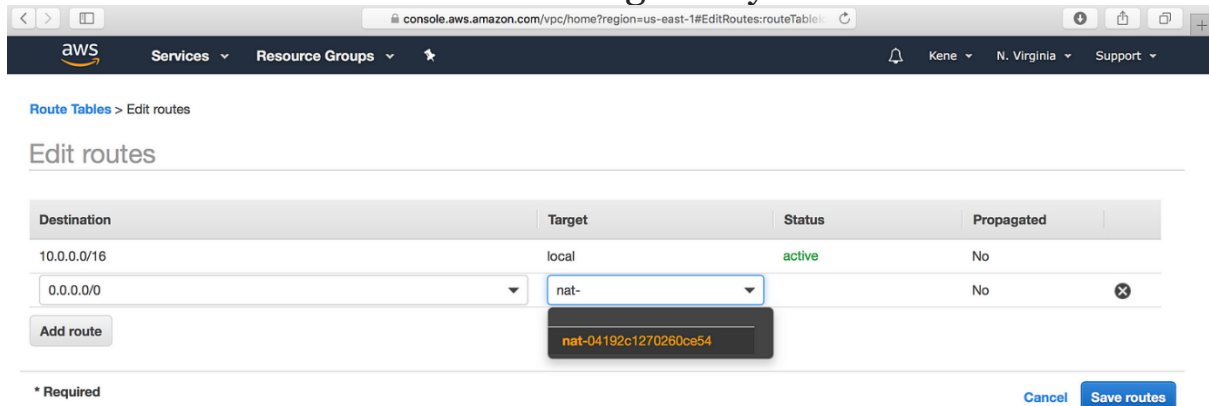 console.aws.amazon.com/vpc/home?region=us-east-1#EditRoutes:routeTableI
aws Services Resource Groups Kene N. Virginia Support
Route Tables > Edit routes
Edit routes
Destination Target Status Propagated
10.0.0.0/16 local active No
0.0.0.0/0 nat- No
Add route nat-04192c1270260ce54
* Required Cancel Save routes